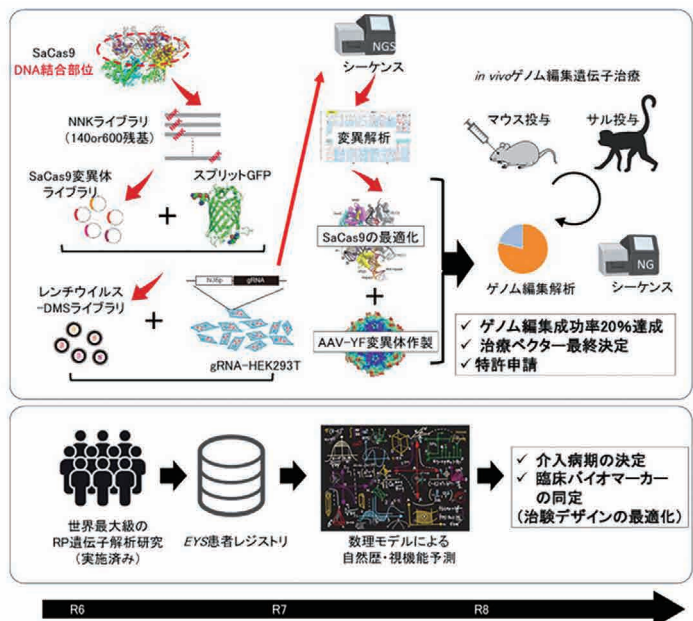 SaCas9
DNA結合部位
NNKライブラリ
(140or600残基)
SaCas9変異体
ライブラリ
スプリットGFP
レンチウイルス
-DMSライブラリ
gRNA
gRNA-HEK293T
NGS
シーケンス
変異解析
SaCas9の最適化
AAV-YF変異体作製
in vivoゲノム編集遺伝子治療
マウス投与
サル投与
NG
ゲノム編集解析
シーケンス
✓ ゲノム編集成功率20%達成
✓ 治療ベクター最終決定
✓ 特許申請
世界最大級の
RP遺伝子解析研究
(実施済み)
EYS患者レジストリ
数理モデルによる
自然歴・視機能予測
✓ 介入病期の決定
✓ 臨床バイオマーカー
の同定
(治験デザインの最適化)
R6
R7
R8